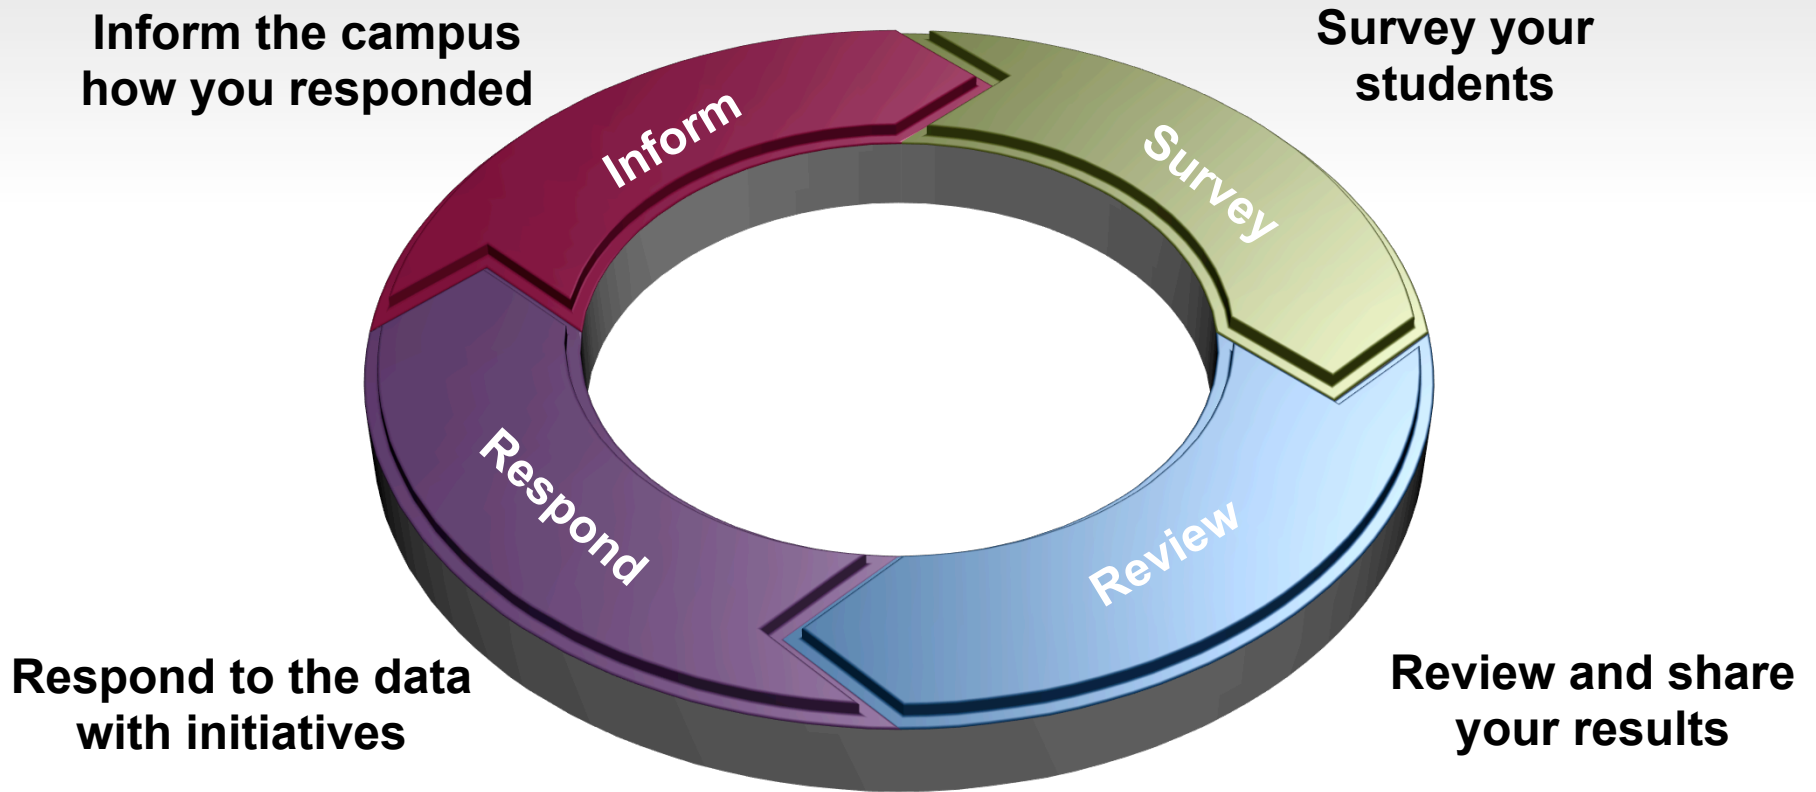 Inform the campus
how you responded
Survey your
students
Inform
Survey
Respond
Review
Respond to the data
with initiatives
Review and share
your results